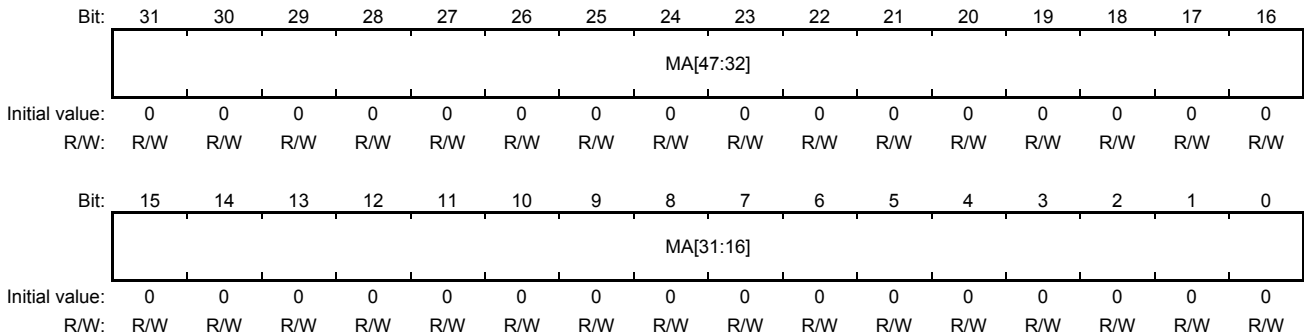 Bit: 31 30 29 28 27 26 25 24 23 22 21 20 19 18 17 16
MA[47:32]
Initial value: 0 0 0 0 0 0 0 0 0 0 0 0 0 0 0 0
R/W: R/W R/W R/W R/W R/W R/W R/W R/W R/W R/W R/W R/W R/W R/W R/W R/W
Bit: 15 14 13 12 11 10 9 8 7 6 5 4 3 2 1 0
MA[31:16]
Initial value: 0 0 0 0 0 0 0 0 0 0 0 0 0 0 0 0
R/W: R/W R/W R/W R/W R/W R/W R/W R/W R/W R/W R/W R/W R/W R/W R/W R/W